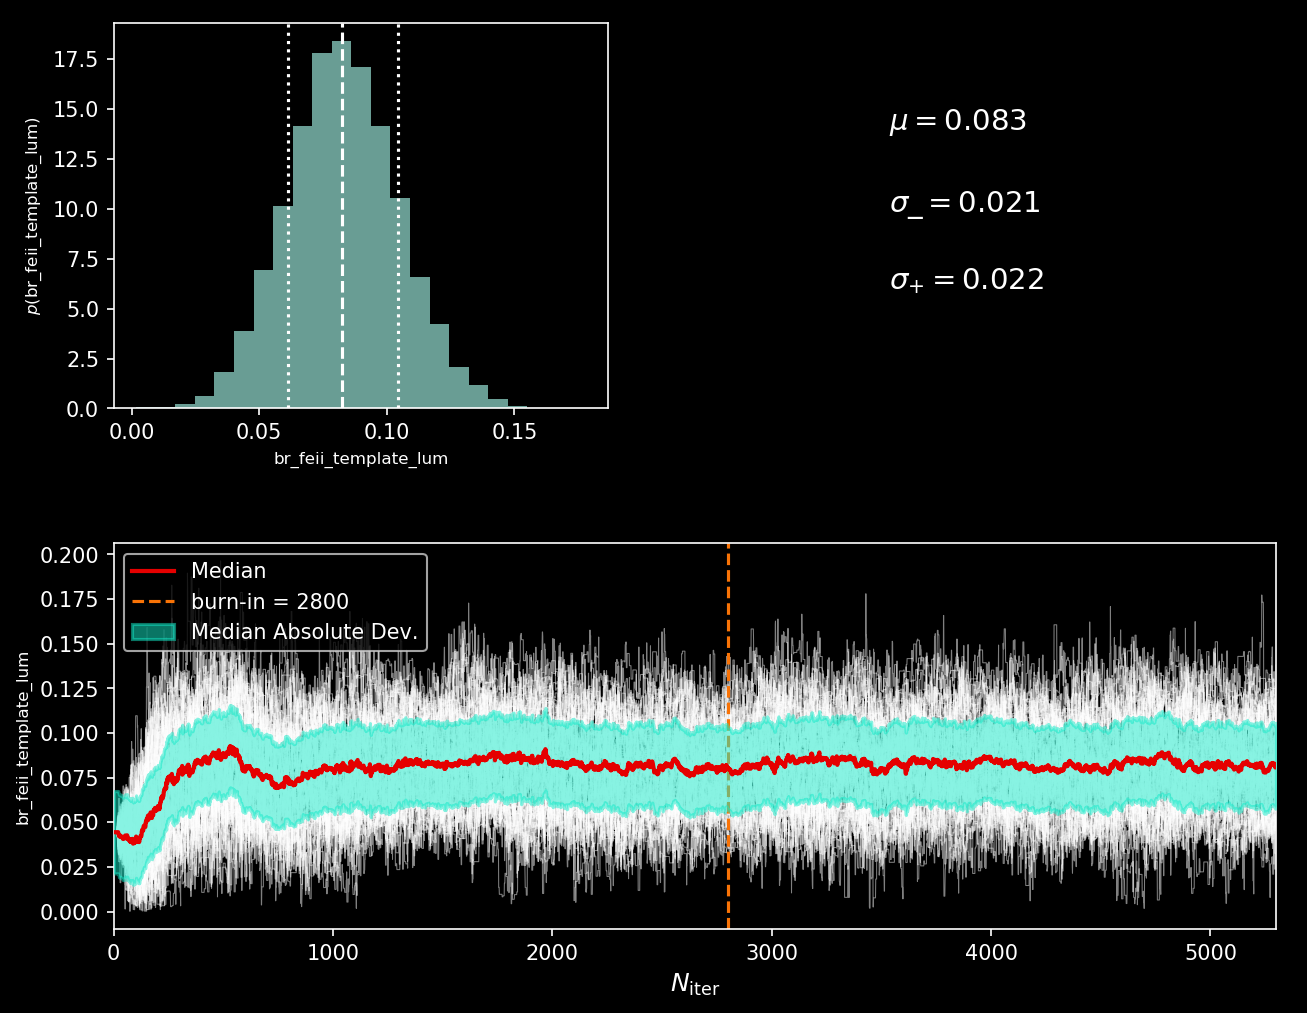 17.5
15.0
12.5
10.0
7.5
5.0
2.5
0.0
p(br_feii_template_lum)
0.00 0.05 0.10 0.15
br_feii_template_lum
μ = 0.083
σ₋ = 0.021
σ₊ = 0.022
0.200
0.175
0.150
0.125
0.100
0.075
0.050
0.025
0.000
br_feii_template_lum
Median
burn-in = 2800
Median Absolute Dev.
0 1000 2000 3000 4000 5000
N_iter